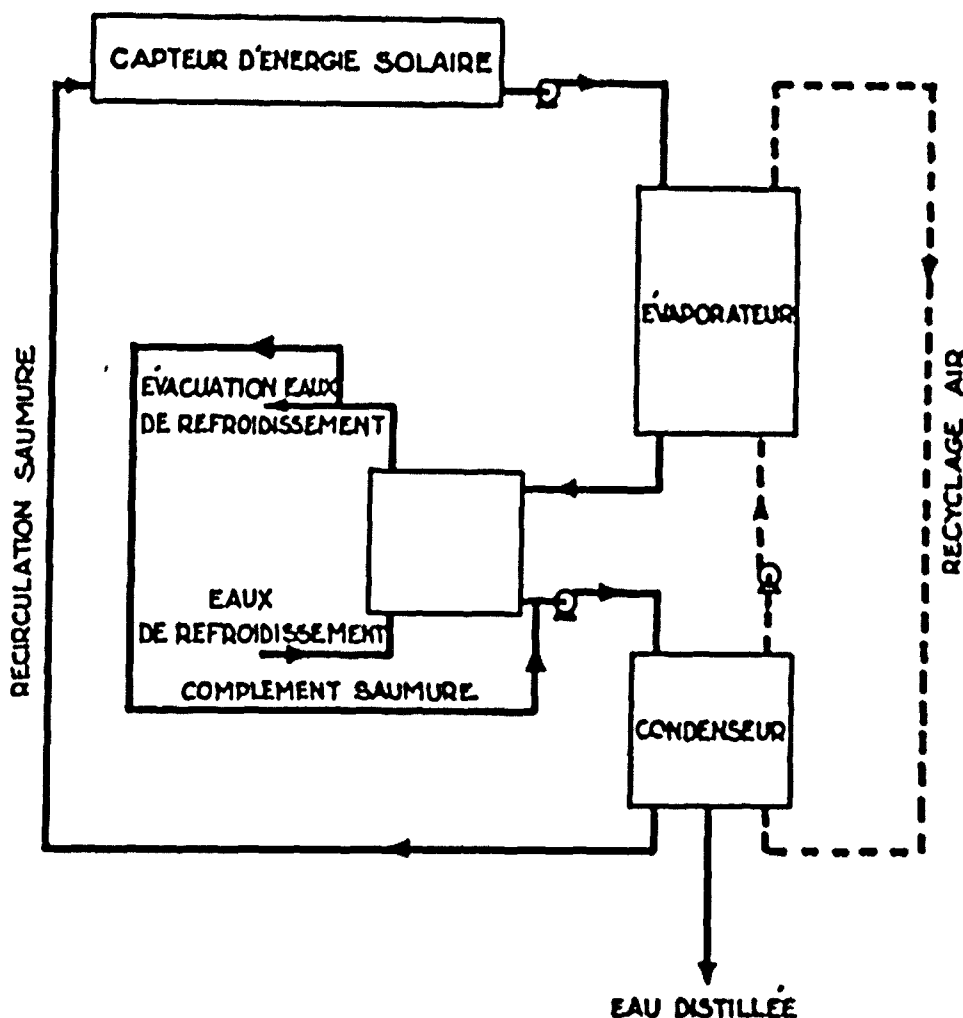 CAPTEUR D'ÉNERGIE SOLAIRE
ÉVAPORATEUR
RECIRCULATION SAUMURE
RECYCLAGE AIR
ÉVACUATION EAUX
DE REFROIDISSEMENT
EAUX
DE REFROIDISSEMENT
COMPLEMENT SAUMURE
CONDENSEUR
EAU DISTILLÉE